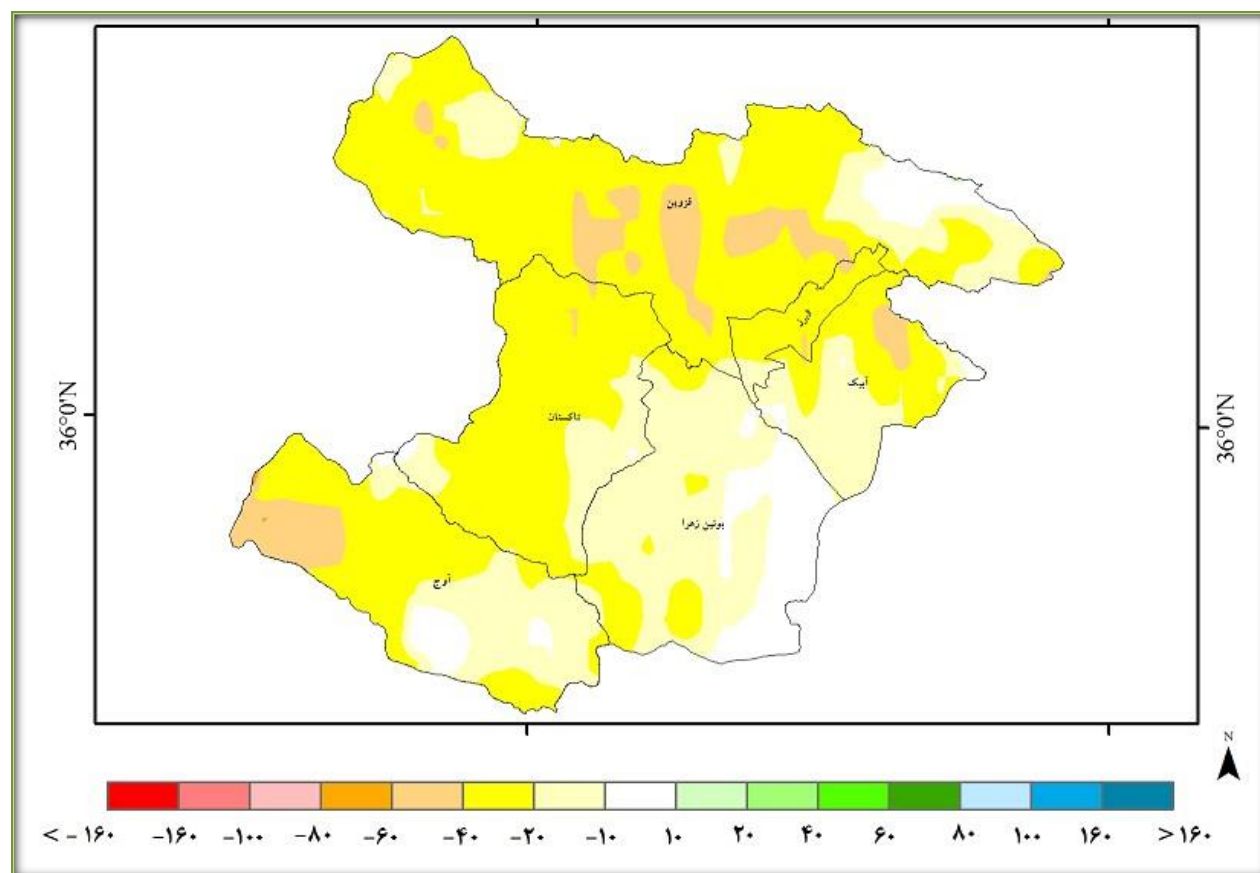 قزوین
البرز
آبیک
36°0'N
تاکستان
36°0'N
بوئین زهرا
آوج
N
< -۱۶۰ -۱۶۰ -۱۰۰ -۸۰ -۶۰ -۴۰ -۲۰ -۱۰ ۱۰ ۲۰ ۴۰ ۶۰ ۸۰ ۱۰۰ ۱۶۰ >۱۶۰